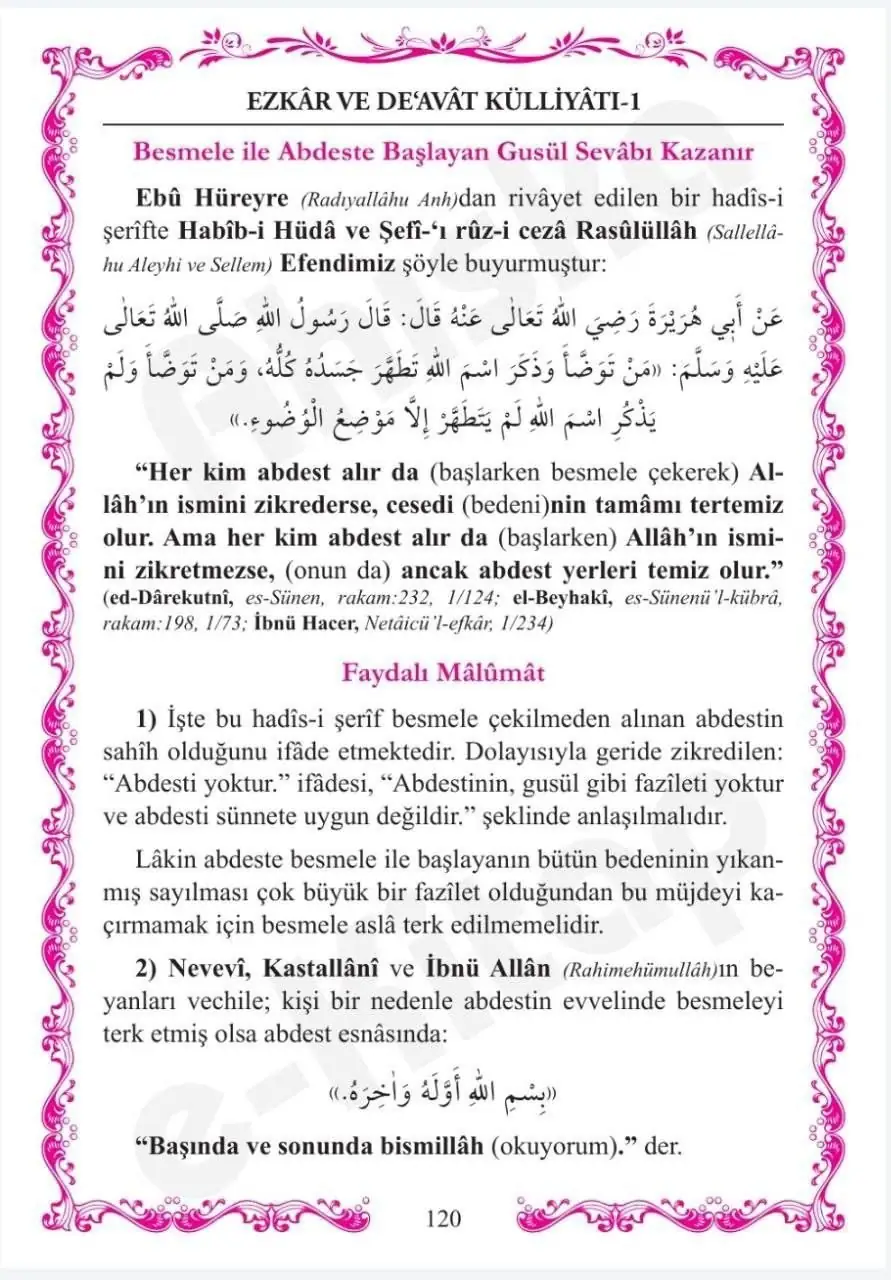 EZKÂR VE DE‘AVÂT KÜLLİYÂTI-1
Besmele ile Abdeste Başlayan Gusül Sevâbı Kazanır
Ebû Hüreyre (Radıyallâhu Anh)dan rivâyet edilen bir hadîs-i
şerîfte Habîb-i Hüdâ ve Şefî-‘ı rûz-i cezâ Rasûlüllâh (Sallellâ-
hu Aleyhi ve Sellem) Efendimiz şöyle buyurmuştur:
عَنْ أَبِي هُرَيْرَةَ رَضِيَ اللهُ تَعَالٰى عَنْهُ قَالَ: قَالَ رَسُولُ اللهِ صَلَّى اللهُ تَعَالٰى
عَلَيْهِ وَسَلَّمَ: «مَنْ تَوَضَّأَ وَذَكَرَ اسْمَ اللهِ تَطَهَّرَ جَسَدُهُ كُلُّهُ، وَمَنْ تَوَضَّأَ وَلَمْ
يَذْكُرِ اسْمَ اللهِ لَمْ يَتَطَهَّرْ إِلَّا مَوْضِعُ الْوُضُوءِ.»
“Her kim abdest alır da (başlarken besmele çekerek) Al-
lâh’ın ismini zikrederse, cesedi (bedeni)nin tamâmı tertemiz
olur. Ama her kim abdest alır da (başlarken) Allâh’ın ismi-
ni zikretmezse, (onun da) ancak abdest yerleri temiz olur.”
(ed-Dârekutnî, es-Sünen, rakam:232, 1/124; el-Beyhakî, es-Sünenü’l-kübrâ,
rakam:198, 1/73; İbnü Hacer, Netâicü’l-efkâr, 1/234)
Faydalı Mâlûmât
1) İşte bu hadîs-i şerîf besmele çekilmeden alınan abdestin
sahîh olduğunu ifâde etmektedir. Dolayısıyla geride zikredilen:
“Abdesti yoktur.” ifâdesi, “Abdestinin, gusül gibi fazîleti yoktur
ve abdesti sünnete uygun değildir.” şeklinde anlaşılmalıdır.
Lâkin abdeste besmele ile başlayanın bütün bedeninin yıkan-
mış sayılması çok büyük bir fazîlet olduğundan bu müjdeyi ka-
çırmamak için besmele aslâ terk edilmemelidir.
2) Nevevî, Kastallânî ve İbnü Allân (Rahimehümullâh)ın be-
yanları vechile; kişi bir nedenle abdestin evvelinde besmeleyi
terk etmiş olsa abdest esnâsında:
«بِسْمِ اللهِ أَوَّلَهُ وَاٰخِرَهُ.»
“Başında ve sonunda bismillâh (okuyorum).” der.
120
Ahıska
e-Kitap